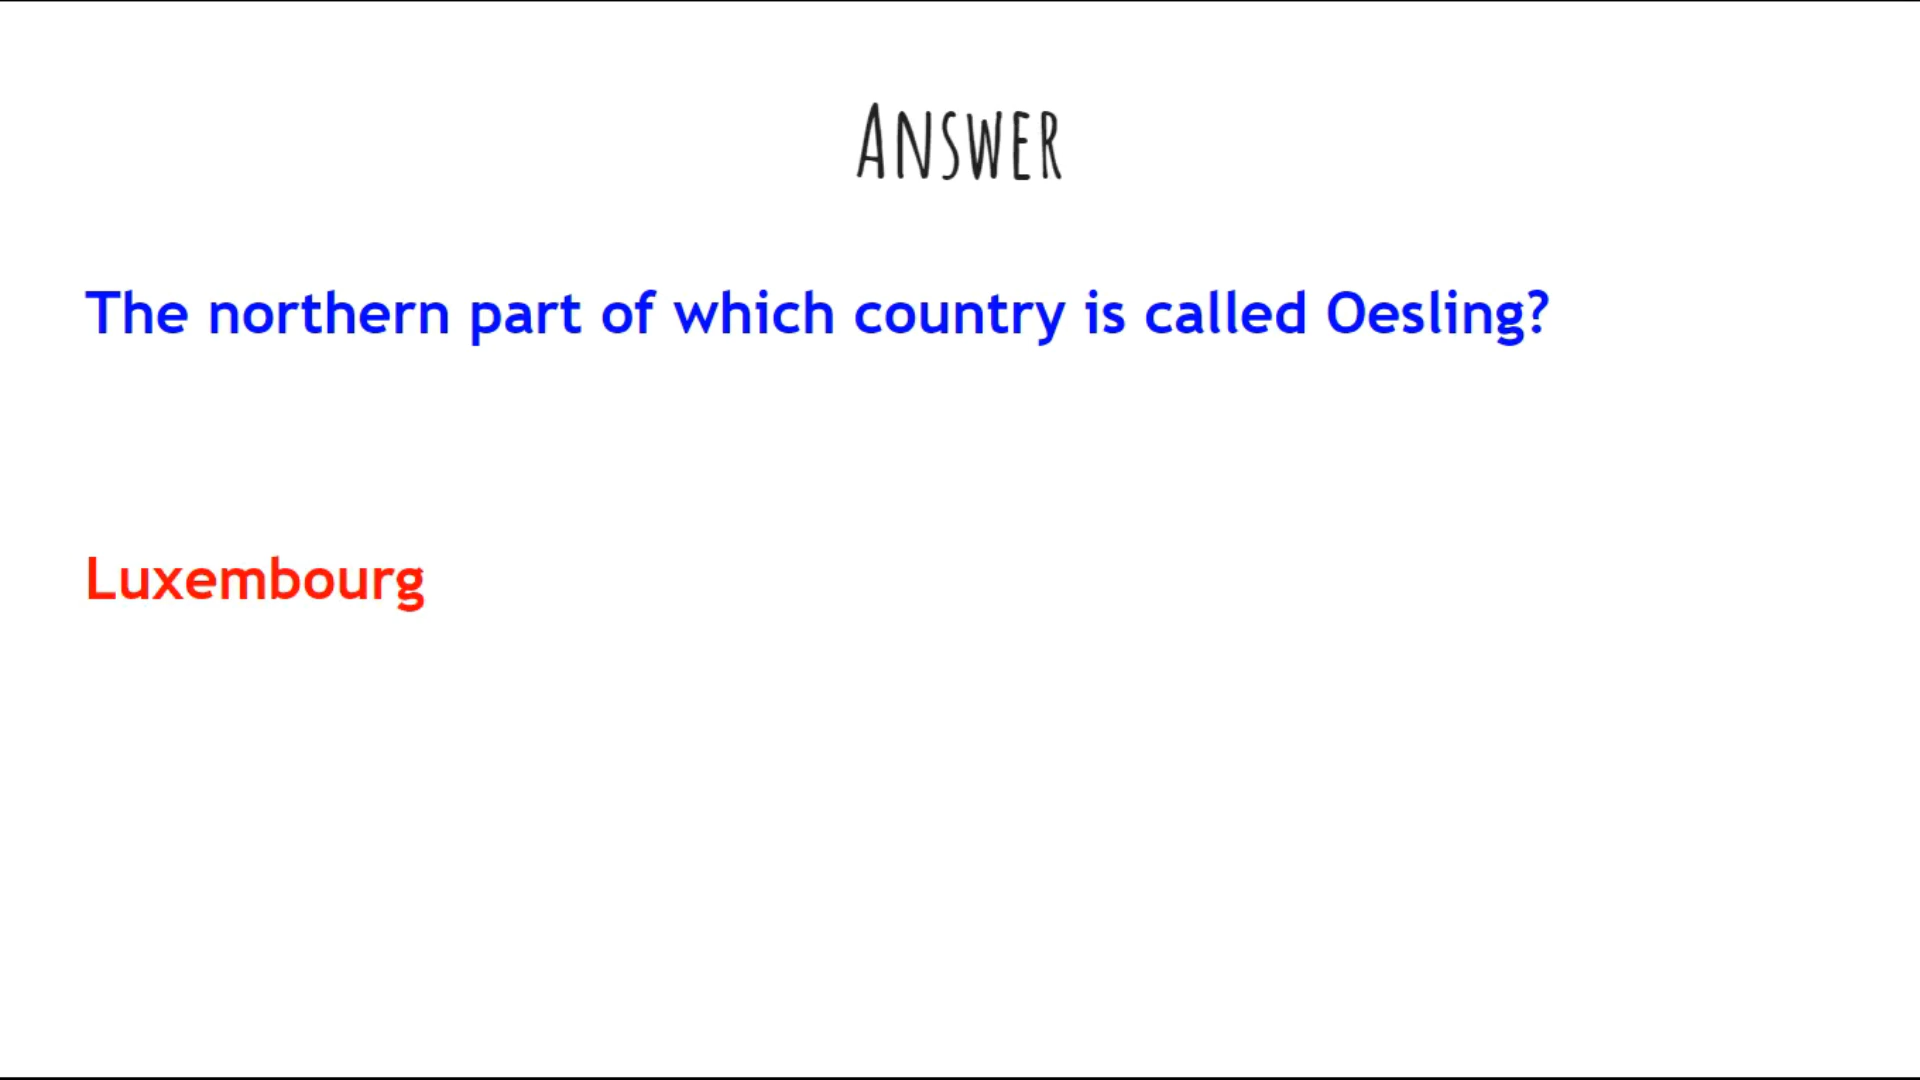 Answer
The northern part of which country is called Oesling?
Luxembourg